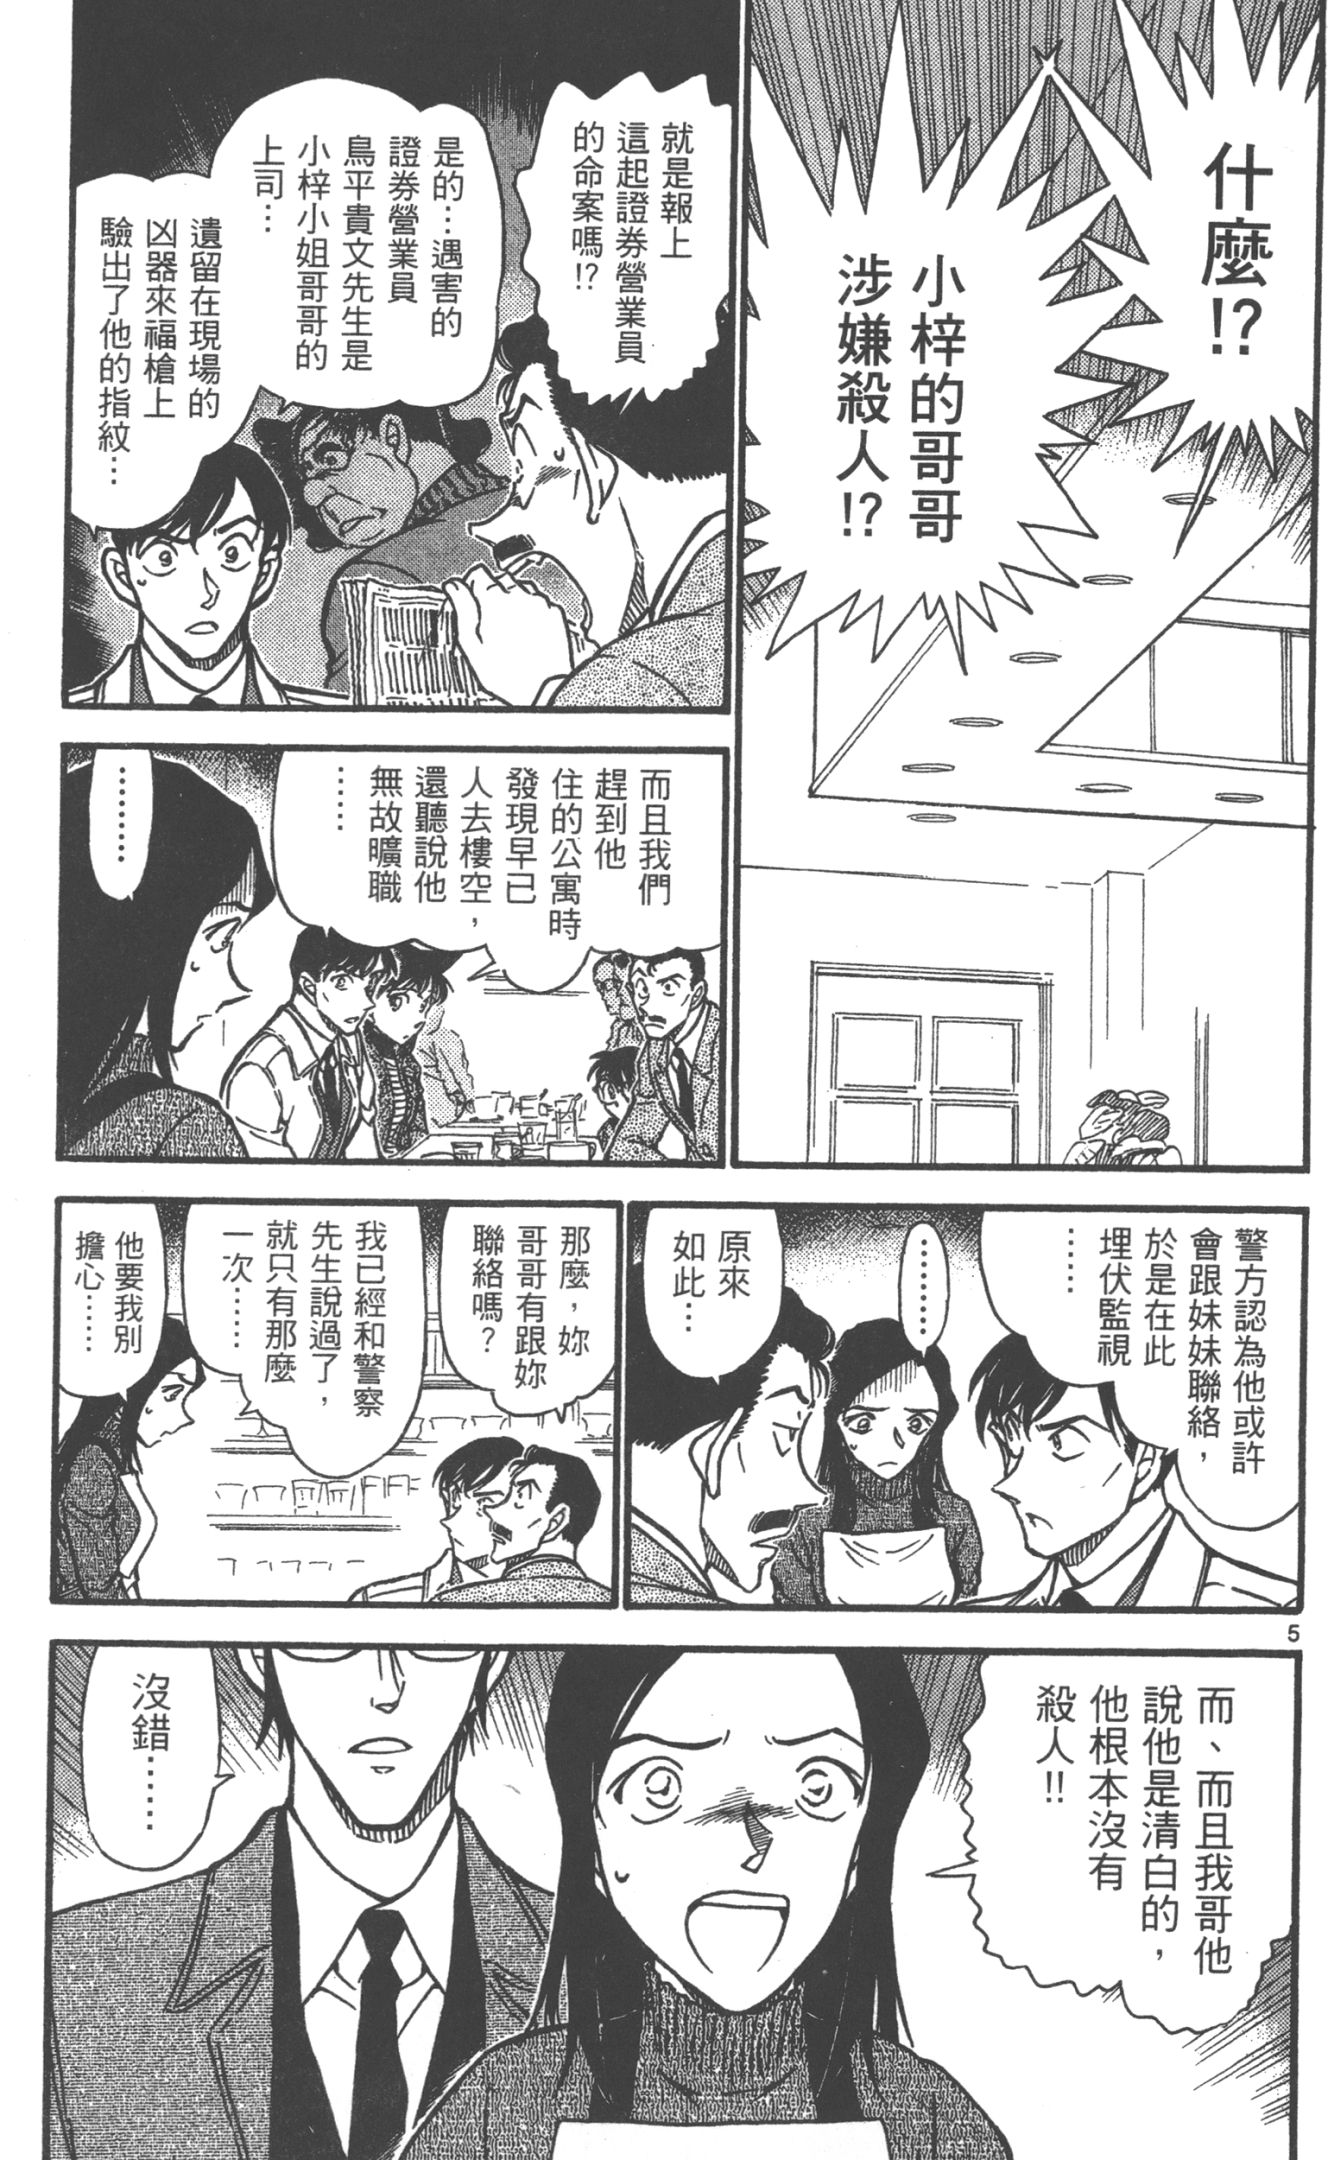 什麼!?
小梓的哥哥
涉嫌殺人!?
就是報上
這起證券營業員
的命案嗎!?
是的…遇害的
證券營業員
鳥平貴文先生是
小梓小姐哥哥的
上司…
遺留在現場的
凶器來福槍上
驗出了他的指紋…
而且我們
趕到他
住的公寓時
發現早已
人去樓空，
還聽說他
無故曠職
……
………
警方認為他或許
會跟妹妹聯絡，
於是在此
埋伏監視
……
………
原來
如此…
那麼，妳
哥哥有跟妳
聯絡嗎？
我已經和警察
先生說過了，
就只有那麼
一次……
他要我別
擔心……
5
而、而且我哥他
說他是清白的，
他根本沒有
殺人!!
沒錯……